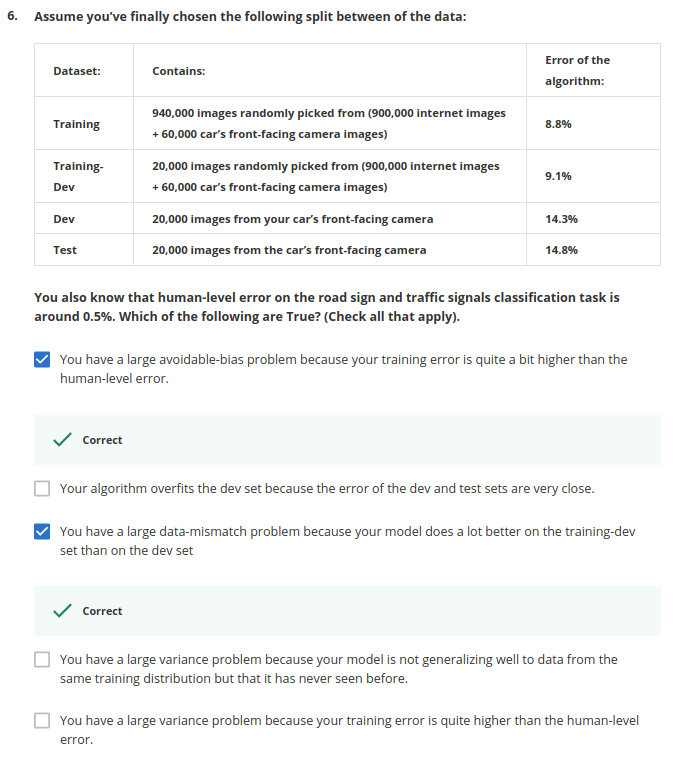 6. Assume you’ve finally chosen the following split between of the data:
Dataset: Contains: Error of the
algorithm:
Training 940,000 images randomly picked from (900,000 internet images
+ 60,000 car’s front-facing camera images) 8.8%
Training-
Dev 20,000 images randomly picked from (900,000 internet images
+ 60,000 car’s front-facing camera images) 9.1%
Dev 20,000 images from your car’s front-facing camera 14.3%
Test 20,000 images from the car’s front-facing camera 14.8%
You also know that human-level error on the road sign and traffic signals classification task is
around 0.5%. Which of the following are True? (Check all that apply).
You have a large avoidable-bias problem because your training error is quite a bit higher than the
human-level error.
Correct
Your algorithm overfits the dev set because the error of the dev and test sets are very close.
You have a large data-mismatch problem because your model does a lot better on the training-dev
set than on the dev set
Correct
You have a large variance problem because your model is not generalizing well to data from the
same training distribution but that it has never seen before.
You have a large variance problem because your training error is quite higher than the human-level
error.